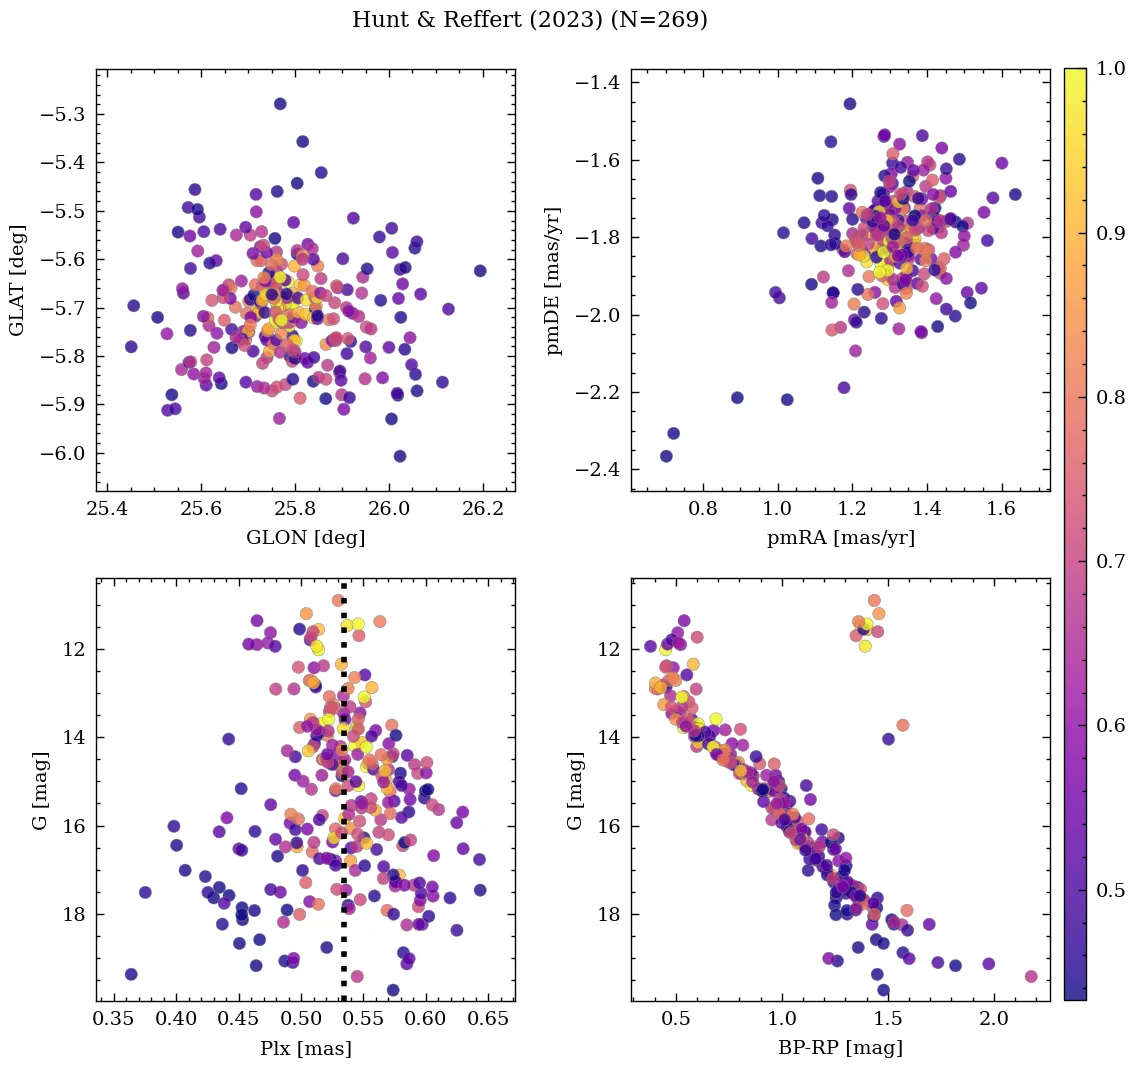 Hunt & Reffert (2023) (N=269)
−5.3
−5.4
−5.5
−5.6
−5.7
−5.8
−5.9
−6.0
GLAT [deg]
25.4 25.6 25.8 26.0 26.2
GLON [deg]
−1.4
−1.6
−1.8
−2.0
−2.2
−2.4
pmDE [mas/yr]
0.8 1.0 1.2 1.4 1.6
pmRA [mas/yr]
12
14
16
18
G [mag]
0.35 0.40 0.45 0.50 0.55 0.60 0.65
Plx [mas]
12
14
16
18
G [mag]
0.5 1.0 1.5 2.0
BP-RP [mag]
1.0
0.9
0.8
0.7
0.6
0.5